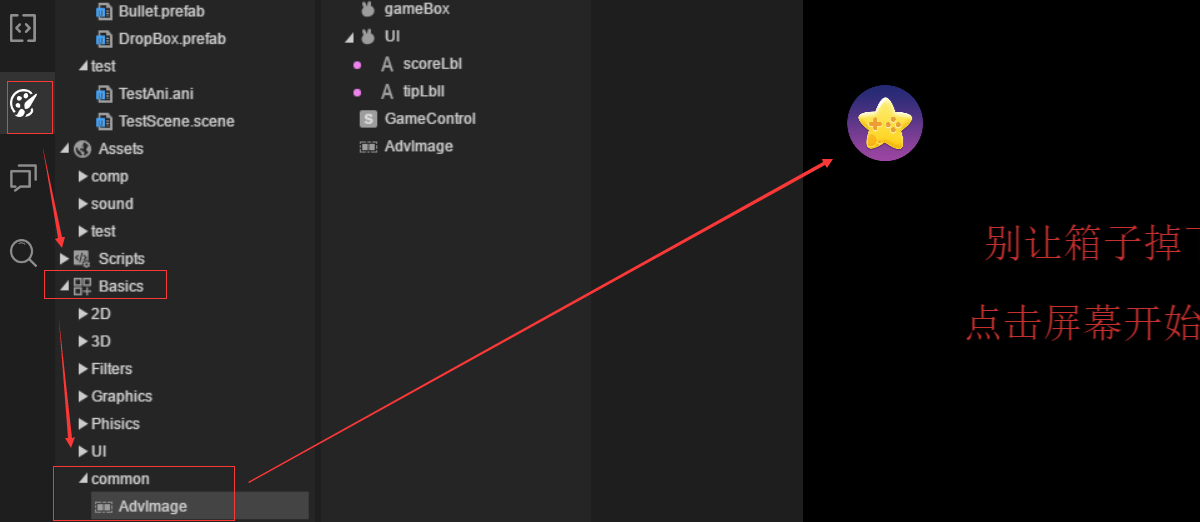 Bullet.prefab
DropBox.prefab
test
TestAni.ani
TestScene.scene
Assets
comp
sound
test
Scripts
Basics
2D
3D
Filters
Graphics
Phisics
UI
common
AdvImage
gameBox
UI
scoreLbl
tipLbll
GameControl
AdvImage
别让箱子掉
点击屏幕开始